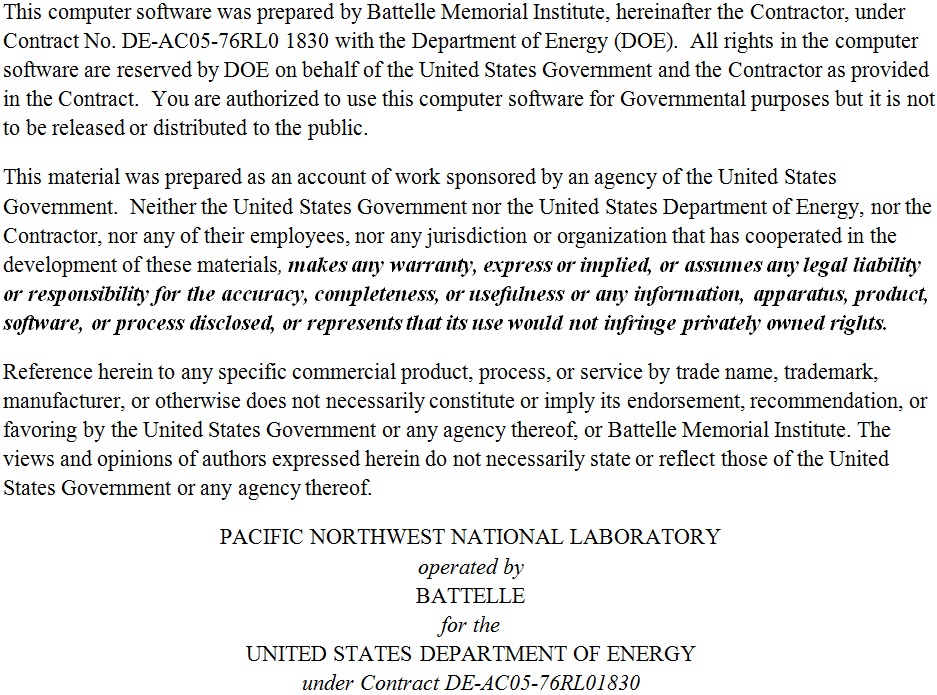 This computer software was prepared by Battelle Memorial Institute, hereinafter the Contractor, under
Contract No. DE-AC05-76RL0 1830 with the Department of Energy (DOE).  All rights in the computer
software are reserved by DOE on behalf of the United States Government and the Contractor as provided
in the Contract.  You are authorized to use this computer software for Governmental purposes but it is not
to be released or distributed to the public.
This material was prepared as an account of work sponsored by an agency of the United States
Government.  Neither the United States Government nor the United States Department of Energy, nor the
Contractor, nor any of their employees, nor any jurisdiction or organization that has cooperated in the
development of these materials, makes any warranty, express or implied, or assumes any legal liability
or responsibility for the accuracy, completeness, or usefulness or any information, apparatus, product,
software, or process disclosed, or represents that its use would not infringe privately owned rights.
Reference herein to any specific commercial product, process, or service by trade name, trademark,
manufacturer, or otherwise does not necessarily constitute or imply its endorsement, recommendation, or
favoring by the United States Government or any agency thereof, or Battelle Memorial Institute. The
views and opinions of authors expressed herein do not necessarily state or reflect those of the United
States Government or any agency thereof.
PACIFIC NORTHWEST NATIONAL LABORATORY
operated by
BATTELLE
for the
UNITED STATES DEPARTMENT OF ENERGY
under Contract DE-AC05-76RL01830